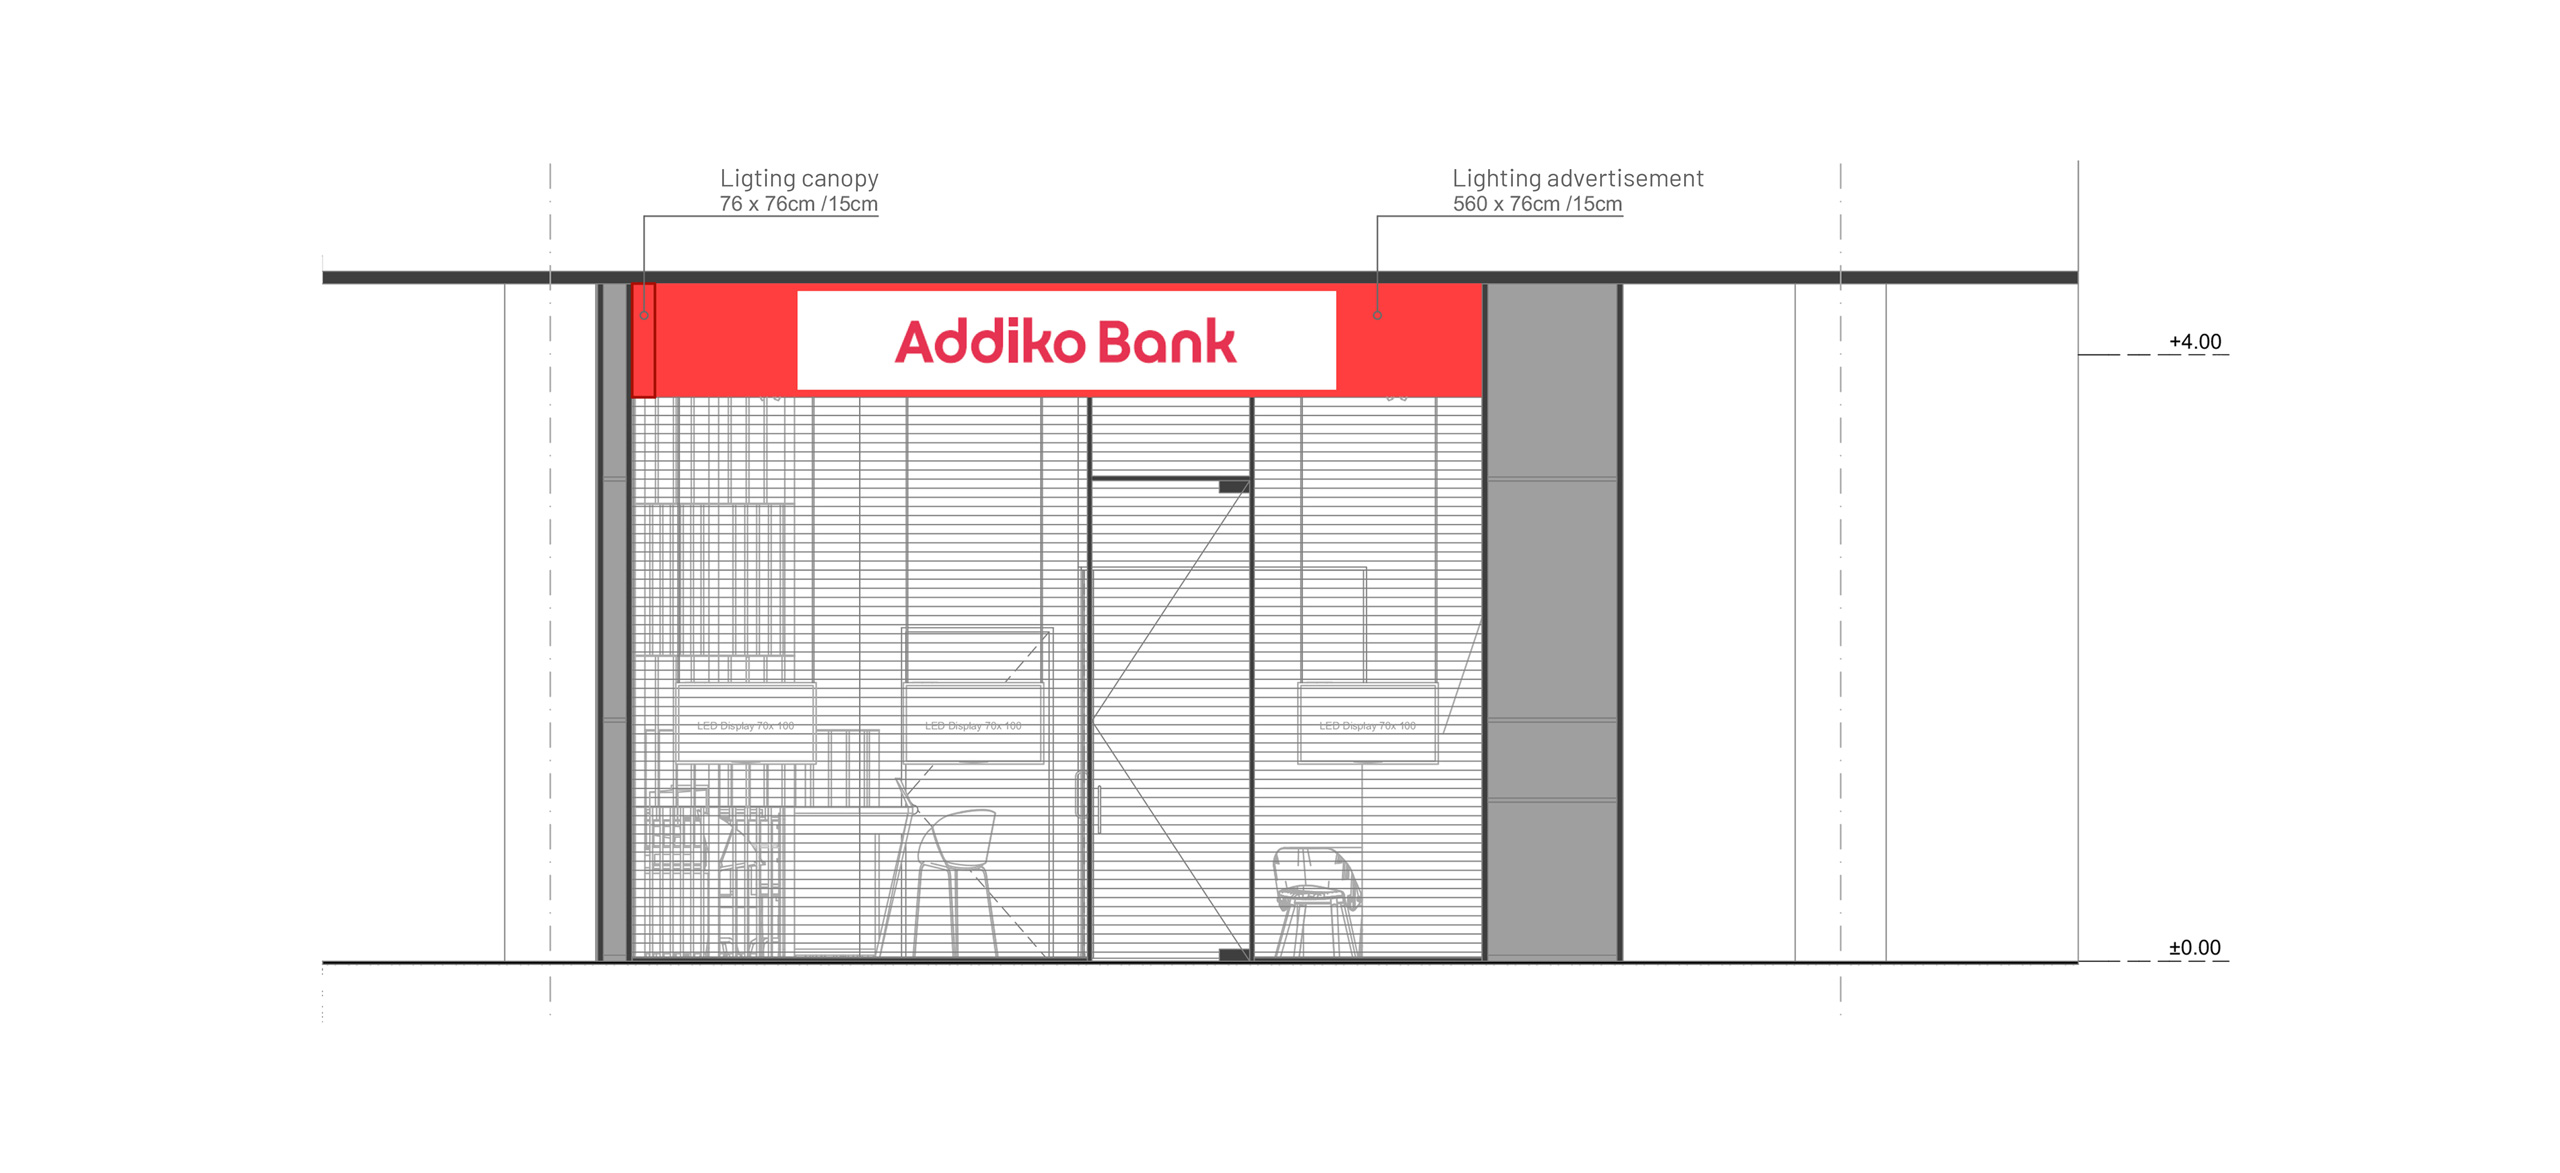 Ligting canopy
76 x 76cm /15cm
Lighting advertisement
560 x 76cm /15cm
Addiko Bank
+4.00
LED Display 70x 100
LED Display 70x 100
LED Display 70x 100
±0.00